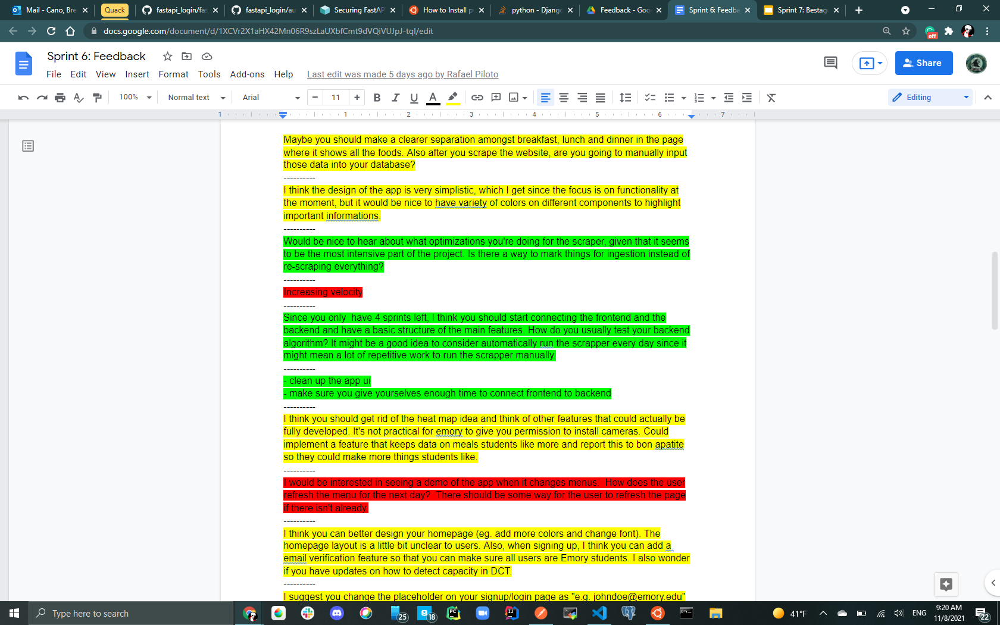 Mail - Cano, Bre
Quack
fastapi_login/fas
fastapi_login/au
Securing FastAP
How to Install p
python - Django
Feedback - Goo
Sprint 6: Feedba
Sprint 7: Bestag
docs.google.com/document/d/1XCVr2X1aHX42Mn06R9szLaUXbfCmt9dVQiVUJpJ-tqI/edit
off
Sprint 6: Feedback
Share
File Edit View Insert Format Tools Add-ons Help Last edit was made 5 days ago by Rafael Piloto
100% Normal text Arial 11 B I U A Editing
1 1 2 3 4 5 6 7
Maybe you should make a clearer separation amongst breakfast, lunch and dinner in the page
where it shows all the foods. Also after you scrape the website, are you going to manually input
those data into your database?
----------
I think the design of the app is very simplistic, which I get since the focus is on functionality at
the moment, but it would be nice to have variety of colors on different components to highlight
important informations.
----------
Would be nice to hear about what optimizations you're doing for the scraper, given that it seems
to be the most intensive part of the project. Is there a way to mark things for ingestion instead of
re-scraping everything?
----------
Increasing velocity
----------
Since you only  have 4 sprints left, I think you should start connecting the frontend and the
backend and have a basic structure of the main features. How do you usually test your backend
algorithm? It might be a good idea to consider automatically run the scrapper every day since it
might mean a lot of repetitive work to run the scrapper manually.
----------
- clean up the app ui
- make sure you give yourselves enough time to connect frontend to backend
----------
I think you should get rid of the heat map idea and think of other features that could actually be
fully developed. It's not practical for emory to give you permission to install cameras. Could
implement a feature that keeps data on meals students like more and report this to bon apatite
so they could make more things students like.
----------
I would be interested in seeing a demo of the app when it changes menus.  How does the user
refresh the menu for the next day?  There should be some way for the user to refresh the page
if there isn't already.
----------
I think you can better design your homepage (eg. add more colors and change font). The
homepage layout is a little bit unclear to users. Also, when signing up, I think you can add a
email verification feature so that you can make sure all users are Emory students. I also wonder
if you have updates on how to detect capacity in DCT.
----------
I suggest you change the placeholder on your signup/login page as "e.g. johndoe@emory.edu"
Type here to search
25
18
PC
IJ
41°F
ENG
9:20 AM
11/8/2021
22